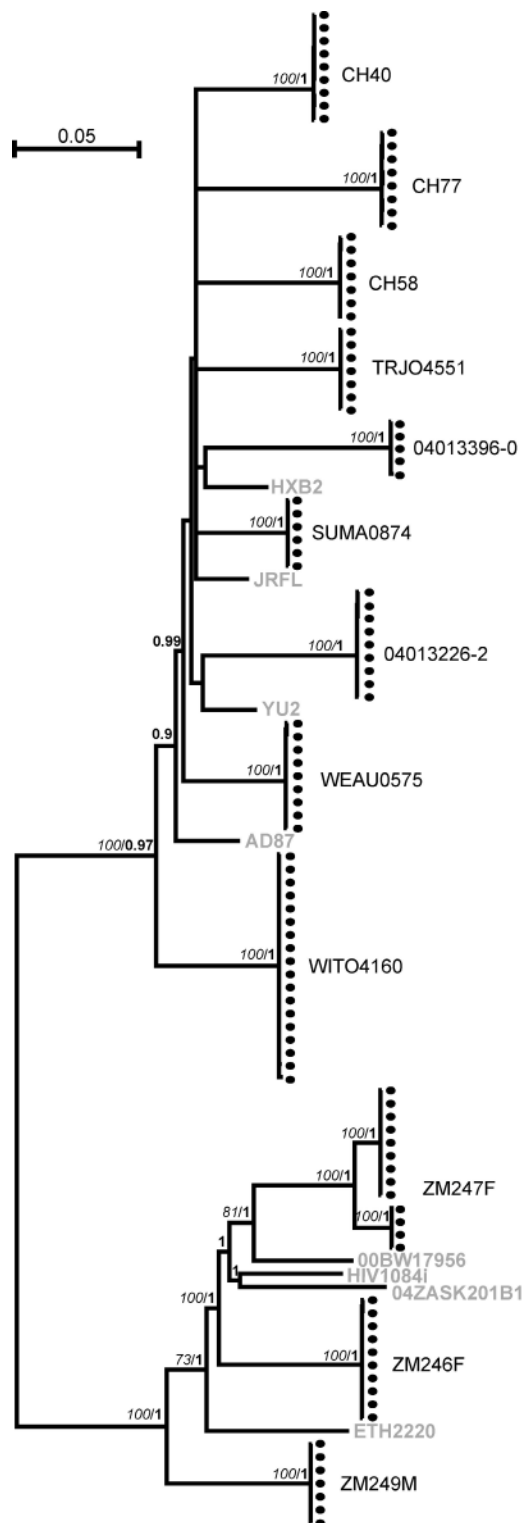 100/1
CH40
0.05
100/1
CH77
100/1
CH58
100/1
TRJO4551
100/1
04013396-0
HXB2
100/1
SUMA0874
JRFL
0.99
100/1
04013226-2
YU2
0.9
100/1
WEAU0575
AD87
100/0.97
100/1
WITO4160
100/1
100/1
ZM247F
100/1
81/1
1
00BW17956
1
HIV1084i
04ZASK201B1
100/1
100/1
ZM246F
73/1
ETH2220
100/1
100/1
ZM249M